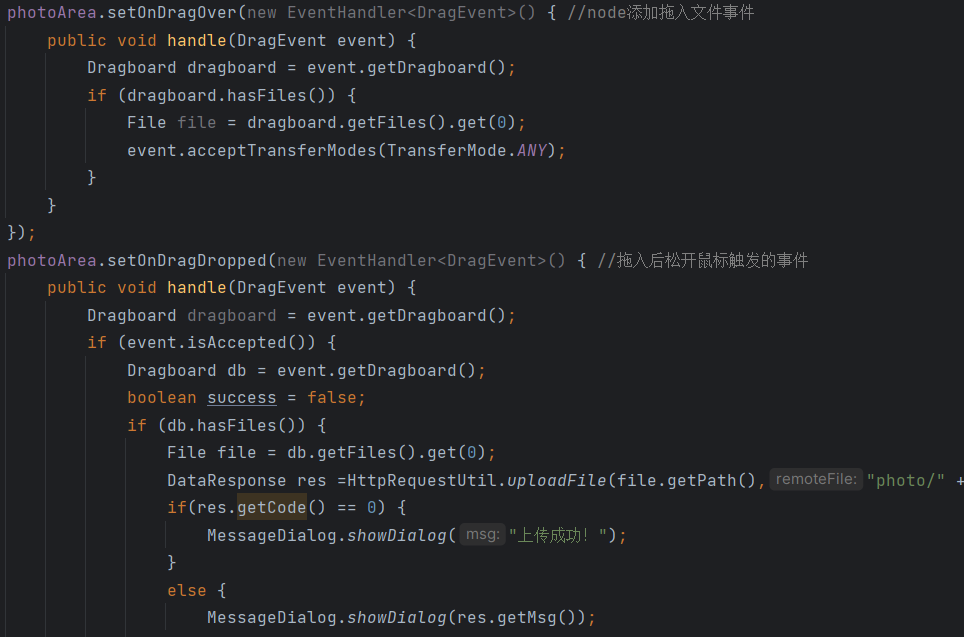 photoArea.setOnDragOver(new EventHandler<DragEvent>() { //node添加拖入文件事件
    public void handle(DragEvent event) {
        Dragboard dragboard = event.getDragboard();
        if (dragboard.hasFiles()) {
            File file = dragboard.getFiles().get(0);
            event.acceptTransferModes(TransferMode.ANY);
        }
    }
});
photoArea.setOnDragDropped(new EventHandler<DragEvent>() { //拖入后松开鼠标触发的事件
    public void handle(DragEvent event) {
        Dragboard dragboard = event.getDragboard();
        if (event.isAccepted()) {
            Dragboard db = event.getDragboard();
            boolean success = false;
            if (db.hasFiles()) {
                File file = db.getFiles().get(0);
                DataResponse res =HttpRequestUtil.uploadFile(file.getPath(), remoteFile: "photo/" +
                if(res.getCode() == 0) {
                    MessageDialog.showDialog( msg: "上传成功！");
                }
                else {
                    MessageDialog.showDialog(res.getMsg());